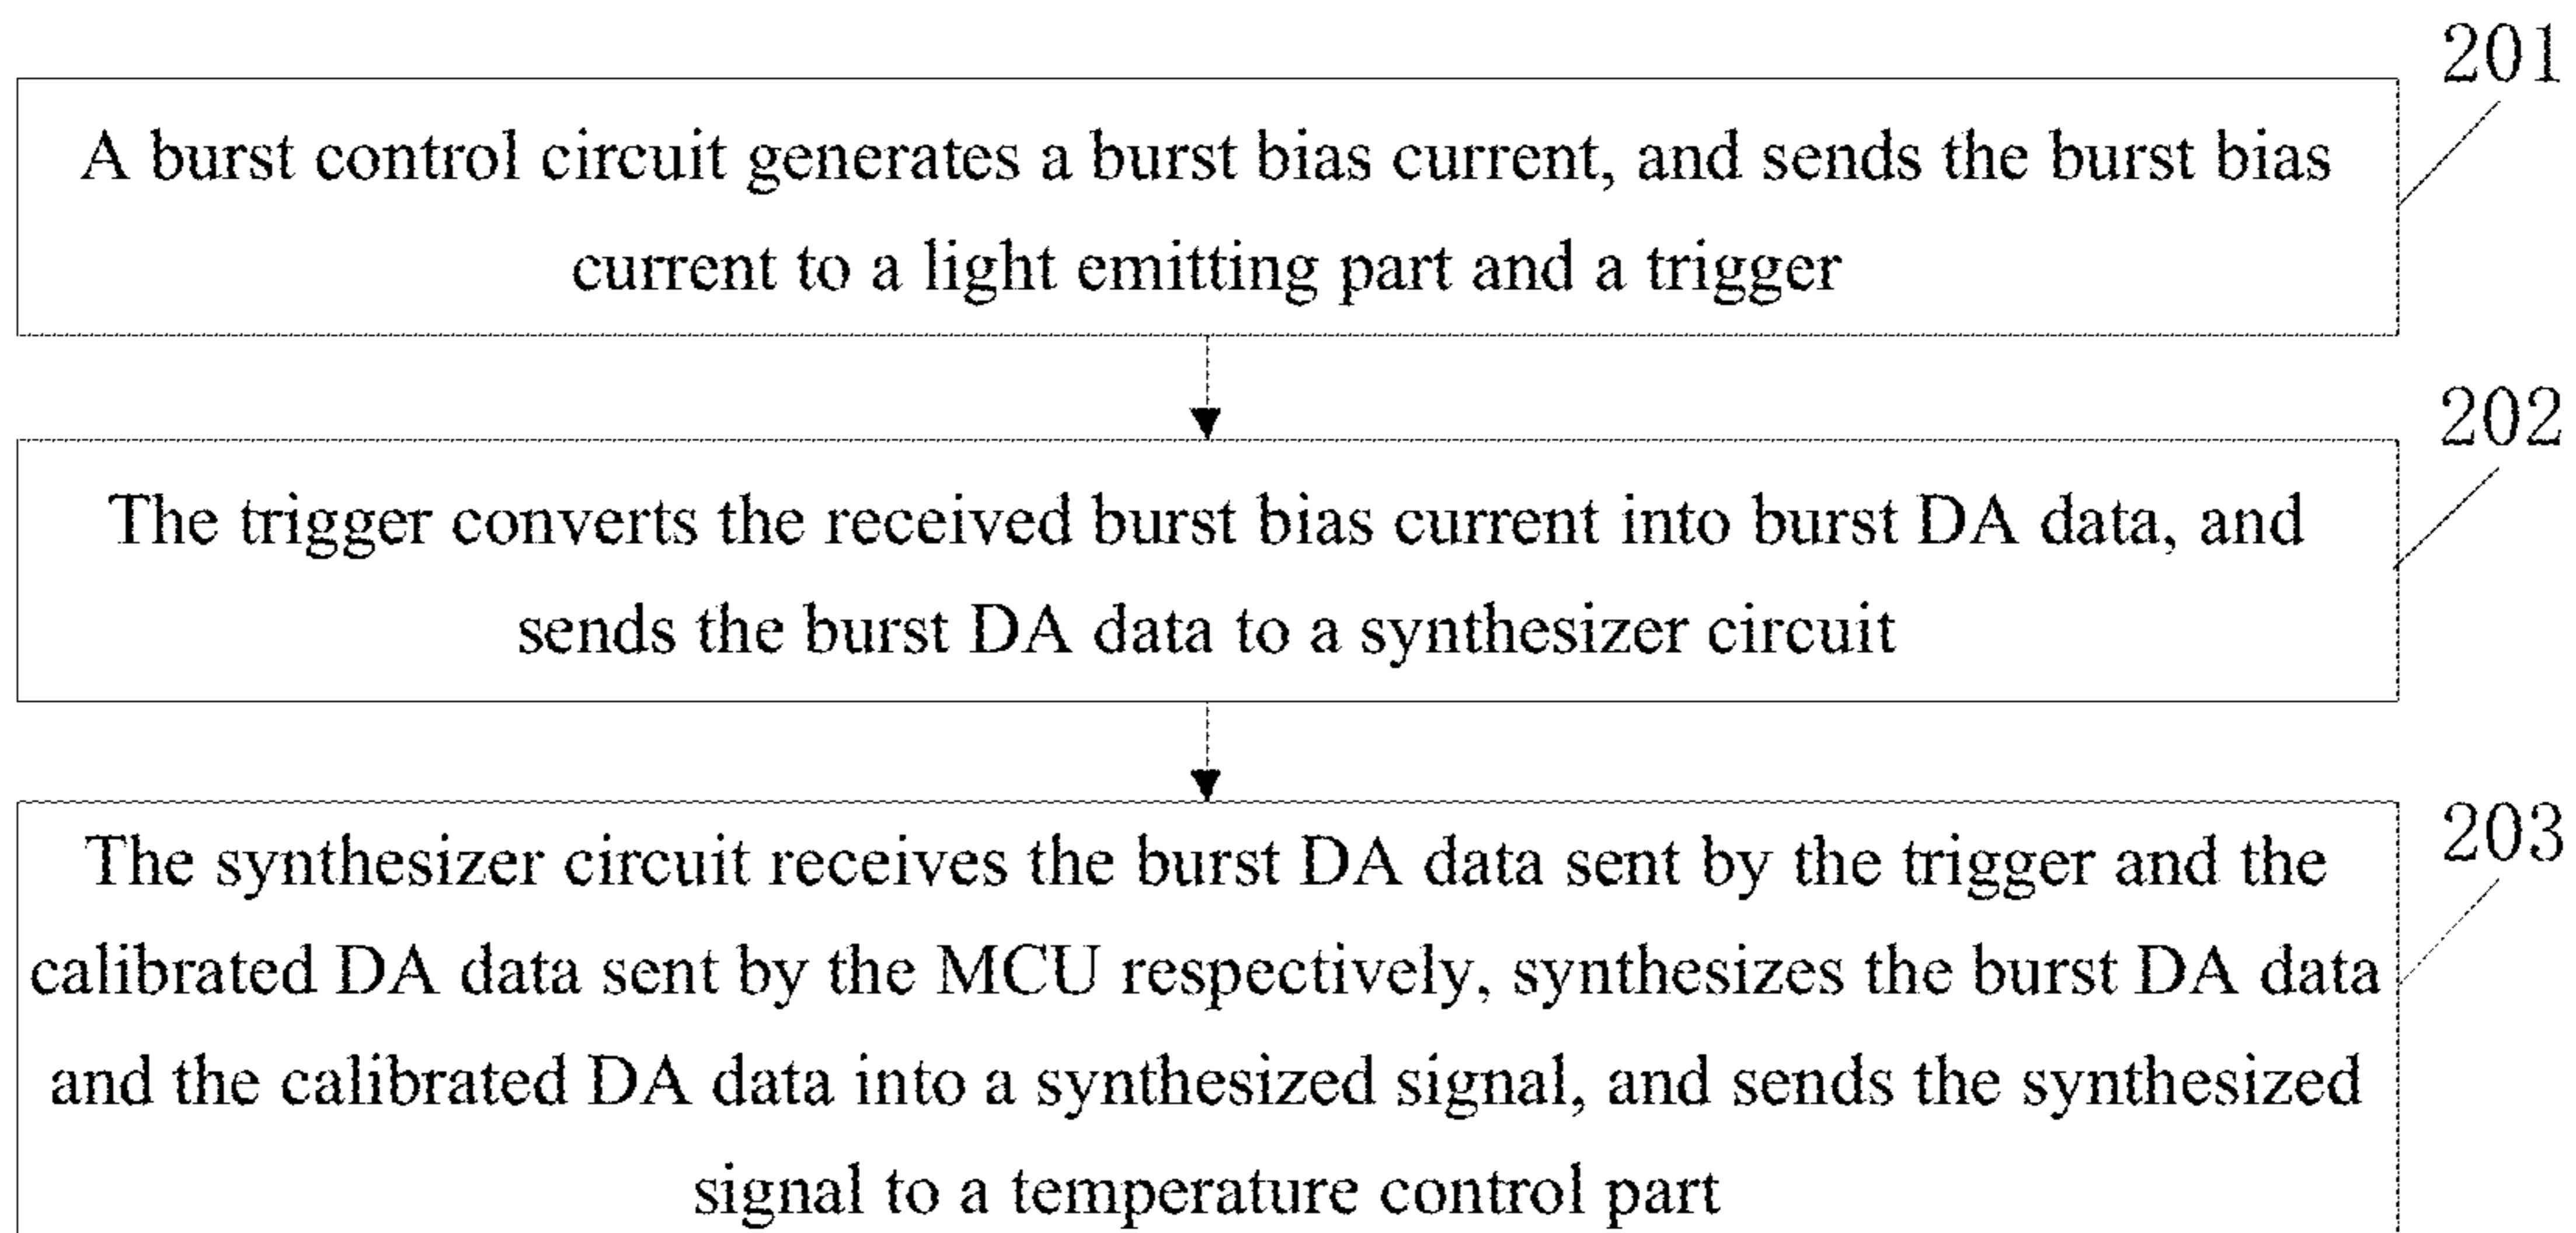 201
A burst control circuit generates a burst bias current, and sends the burst bias
current to a light emitting part and a trigger
202
The trigger converts the received burst bias current into burst DA data, and
sends the burst DA data to a synthesizer circuit
203
The synthesizer circuit receives the burst DA data sent by the trigger and the
calibrated DA data sent by the MCU respectively, synthesizes the burst DA data
and the calibrated DA data into a synthesized signal, and sends the synthesized
signal to a temperature control part